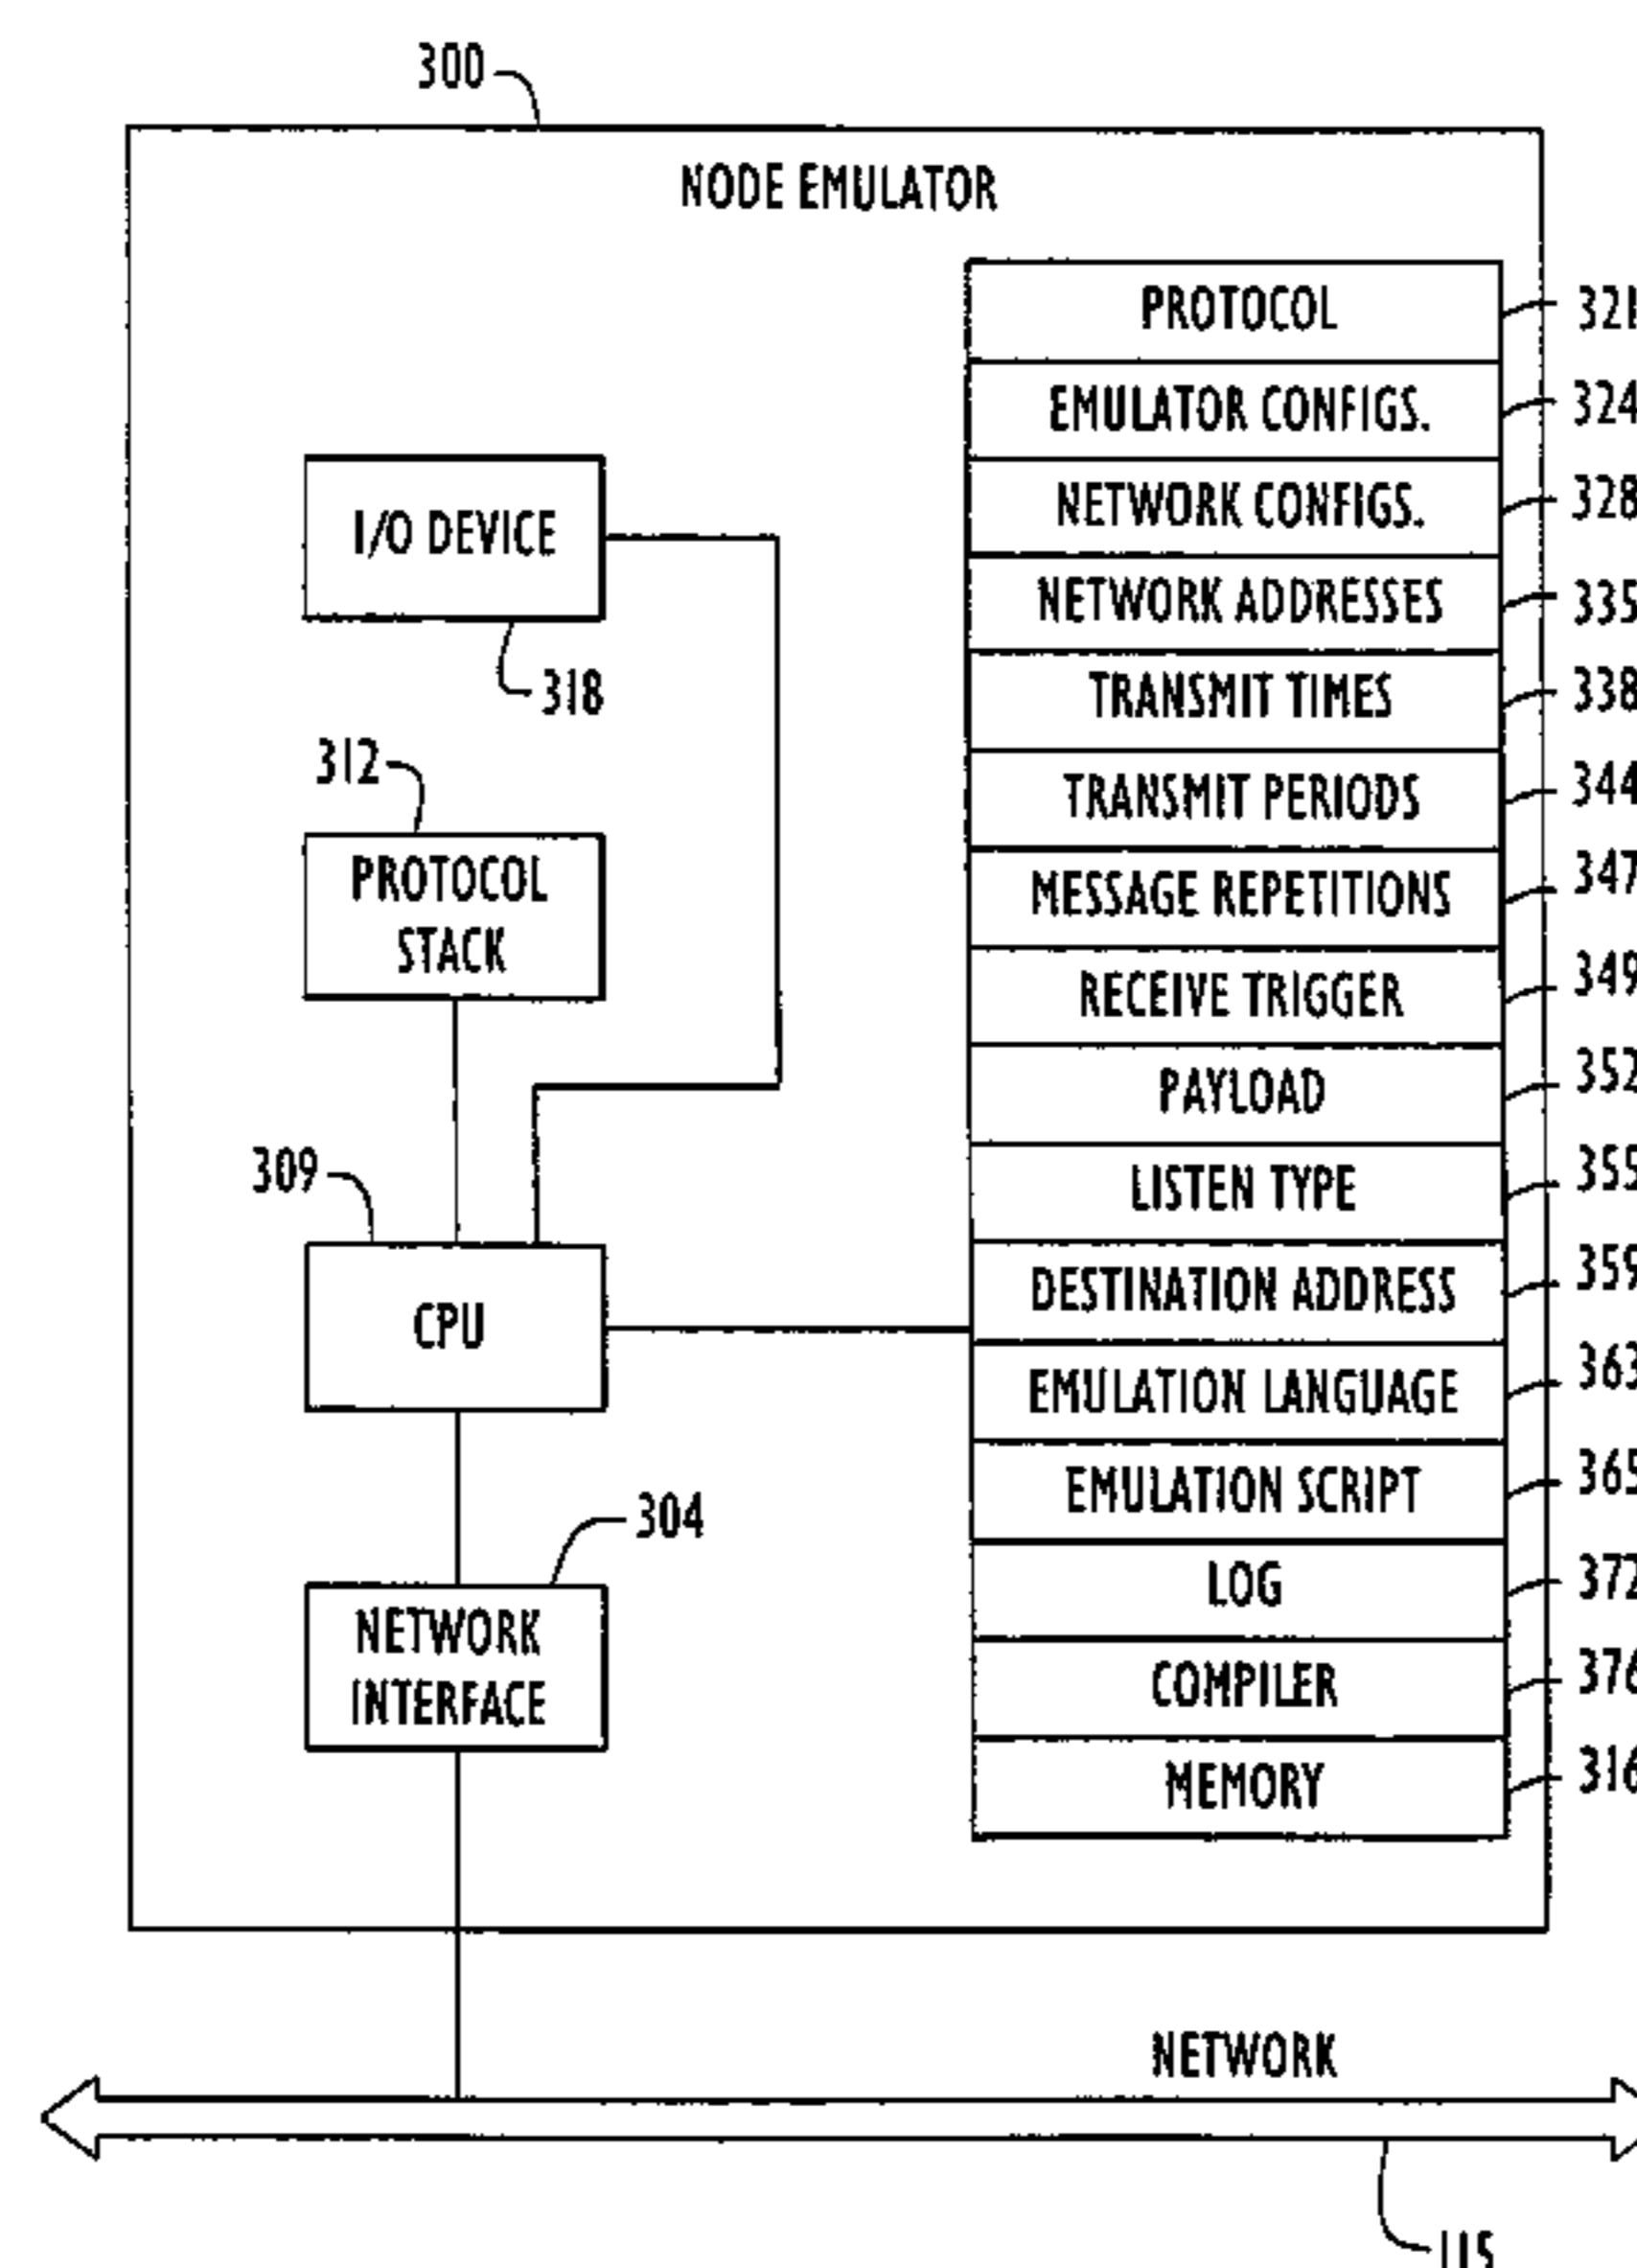 300
NODE EMULATOR
PROTOCOL 321
EMULATOR CONFIGS. 324
NETWORK CONFIGS. 328
I/O DEVICE
NETWORK ADDRESSES 335
318
TRANSMIT TIMES 338
312
TRANSMIT PERIODS 344
PROTOCOL
STACK
MESSAGE REPETITIONS 347
RECEIVE TRIGGER 349
PAYLOAD 352
309
LISTEN TYPE 355
CPU
DESTINATION ADDRESS 359
EMULATION LANGUAGE 363
EMULATION SCRIPT 365
304
LOG 372
NETWORK
INTERFACE
COMPILER 376
MEMORY 316
NETWORK
115